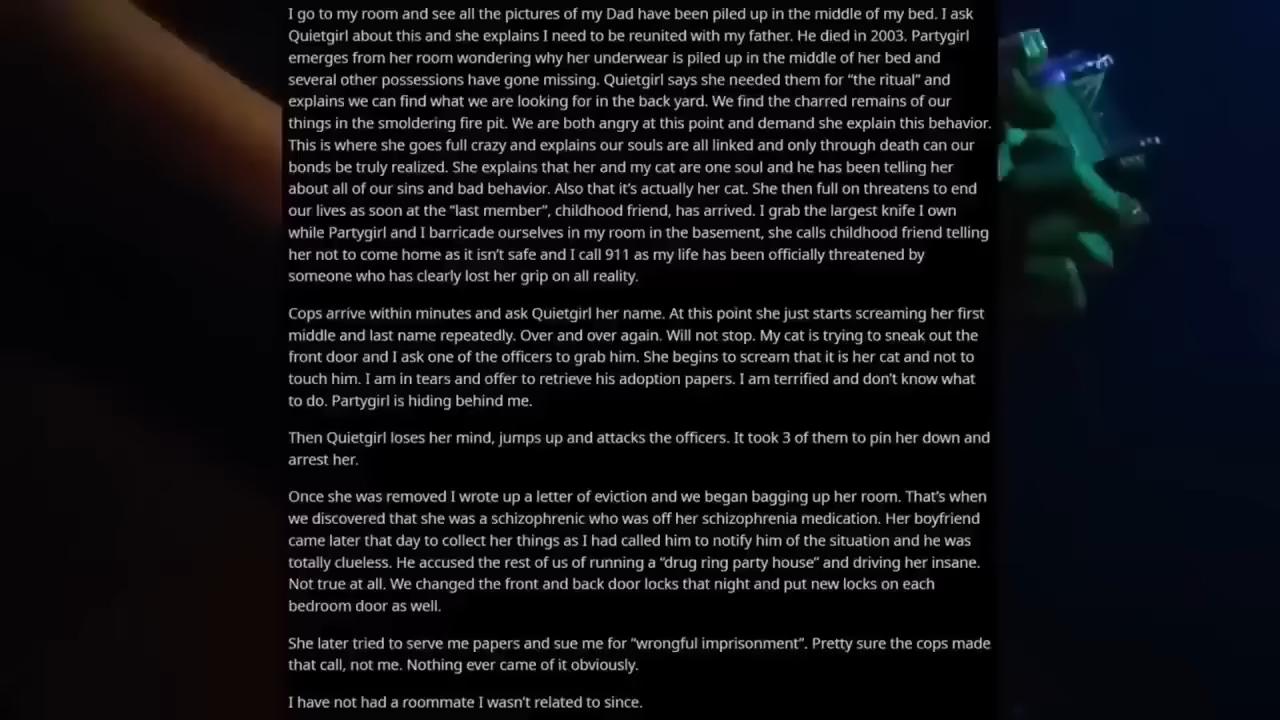 I go to my room and see all the pictures of my Dad have been piled up in the middle of my bed. I ask
Quietgirl about this and she explains I need to be reunited with my father. He died in 2003. Partygirl
emerges from her room wondering why her underwear is piled up in the middle of her bed and
several other possessions have gone missing. Quietgirl says she needed them for “the ritual” and
explains we can find what we are looking for in the back yard. We find the charred remains of our
things in the smoldering fire pit. We are both angry at this point and demand she explain this behavior.
This is where she goes full crazy and explains our souls are all linked and only through death can our
bonds be truly realized. She explains that her and my cat are one soul and he has been telling her
about all of our sins and bad behavior. Also that it’s actually her cat. She then full on threatens to end
our lives as soon at the “last member”, childhood friend, has arrived. I grab the largest knife I own
while Partygirl and I barricade ourselves in my room in the basement, she calls childhood friend telling
her not to come home as it isn’t safe and I call 911 as my life has been officially threatened by
someone who has clearly lost her grip on all reality.
Cops arrive within minutes and ask Quietgirl her name. At this point she just starts screaming her first
middle and last name repeatedly. Over and over again. Will not stop. My cat is trying to sneak out the
front door and I ask one of the officers to grab him. She begins to scream that it is her cat and not to
touch him. I am in tears and offer to retrieve his adoption papers. I am terrified and don’t know what
to do. Partygirl is hiding behind me.
Then Quietgirl loses her mind, jumps up and attacks the officers. It took 3 of them to pin her down and
arrest her.
Once she was removed I wrote up a letter of eviction and we began bagging up her room. That’s when
we discovered that she was a schizophrenic who was off her schizophrenia medication. Her boyfriend
came later that day to collect her things as I had called him to notify him of the situation and he was
totally clueless. He accused the rest of us of running a “drug ring party house” and driving her insane.
Not true at all. We changed the front and back door locks that night and put new locks on each
bedroom door as well.
She later tried to serve me papers and sue me for “wrongful imprisonment”. Pretty sure the cops made
that call, not me. Nothing ever came of it obviously.
I have not had a roommate I wasn’t related to since.